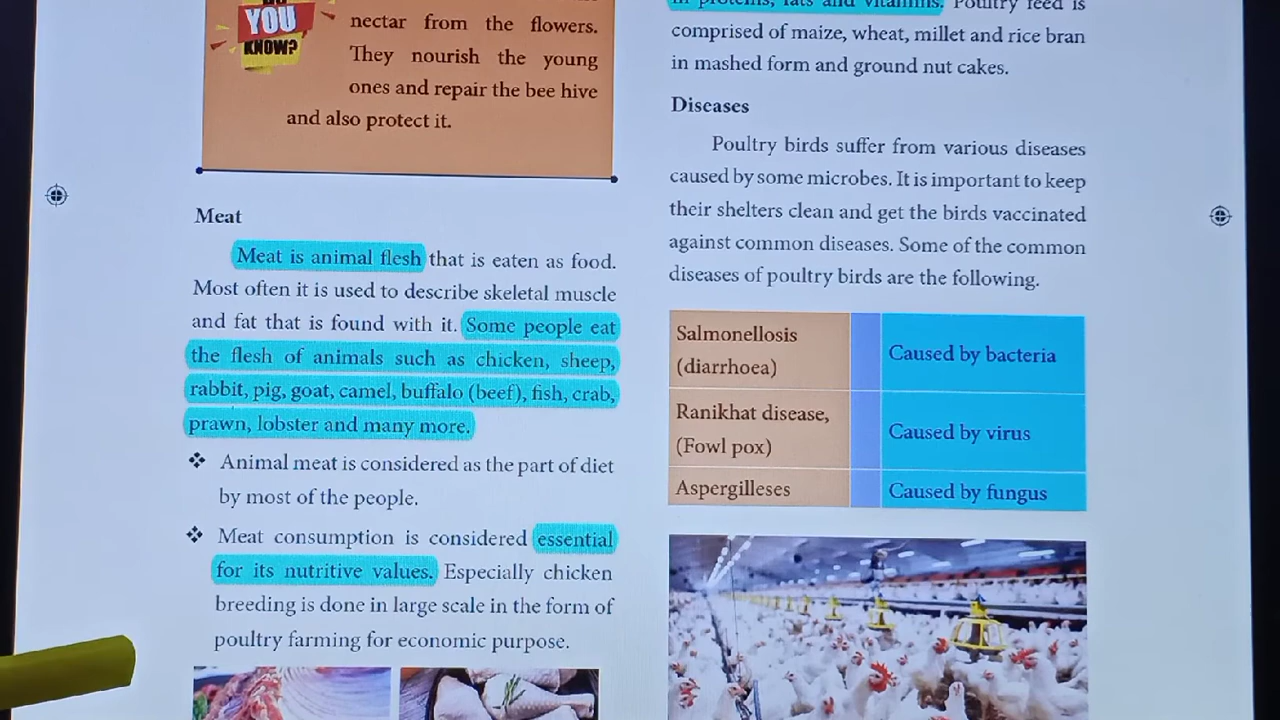 YOU
KNOW?
nectar from the flowers.
They nourish the young
ones and repair the bee hive
and also protect it.
Meat
Meat is animal flesh that is eaten as food.
Most often it is used to describe skeletal muscle
and fat that is found with it. Some people eat
the flesh of animals such as chicken, sheep,
rabbit, pig, goat, camel, buffalo (beef), fish, crab,
prawn, lobster and many more.
❖ Animal meat is considered as the part of diet
by most of the people.
❖ Meat consumption is considered essential
for its nutritive values. Especially chicken
breeding is done in large scale in the form of
poultry farming for economic purpose.
in proteins, fats and vitamins. Poultry feed is
comprised of maize, wheat, millet and rice bran
in mashed form and ground nut cakes.
Diseases
Poultry birds suffer from various diseases
caused by some microbes. It is important to keep
their shelters clean and get the birds vaccinated
against common diseases. Some of the common
diseases of poultry birds are the following.
Salmonellosis
(diarrhoea)
Caused by bacteria
Ranikhat disease,
(Fowl pox)
Caused by virus
Aspergilleses
Caused by fungus